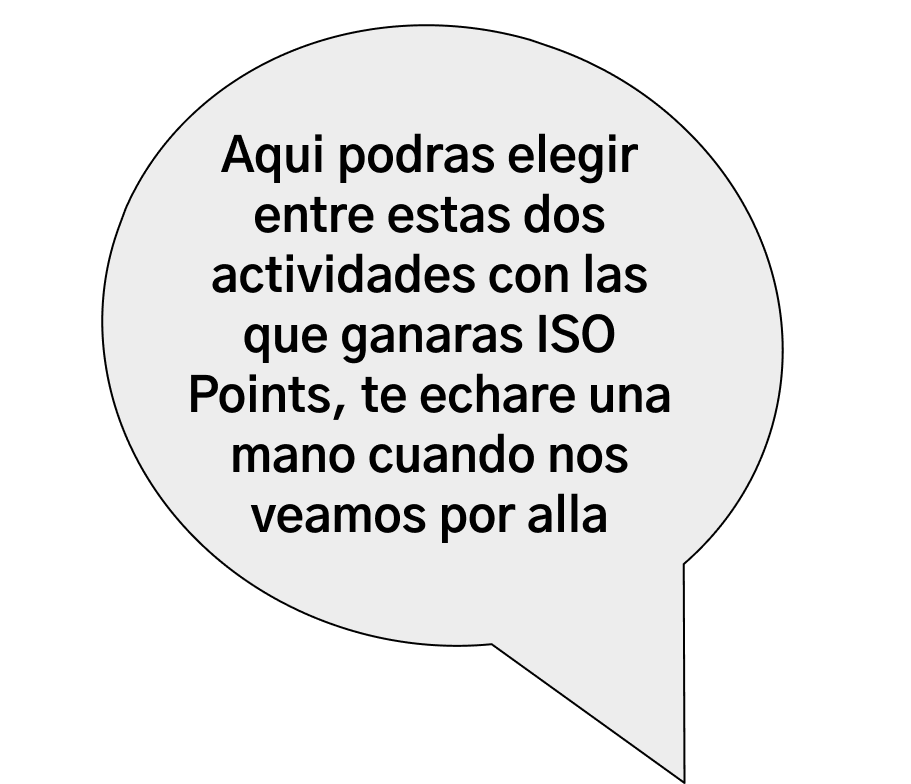 Aqui podras elegir
entre estas dos
actividades con las
que ganaras ISO
Points, te echare una
mano cuando nos
veamos por alla